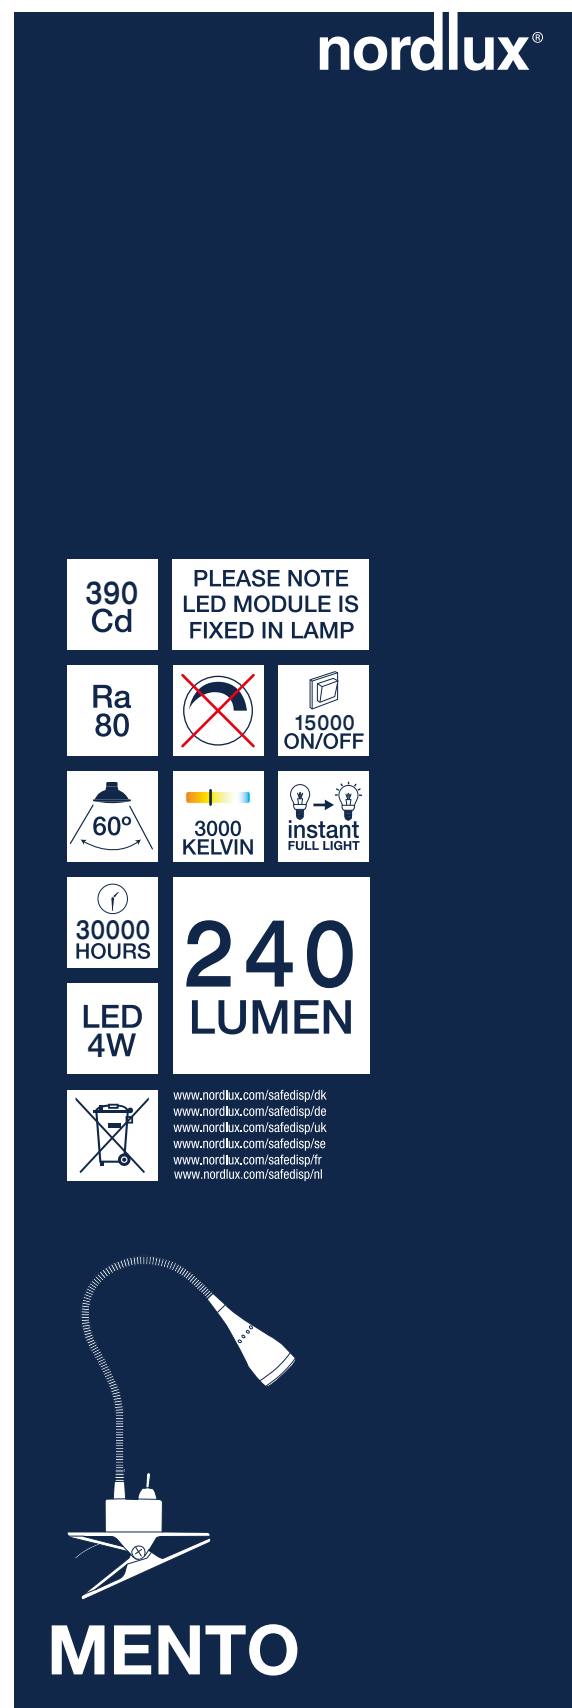 nordlux®
390
Cd
PLEASE NOTE
LED MODULE IS
FIXED IN LAMP
Ra
80
15000
ON/OFF
60º
3000
KELVIN
instant
FULL LIGHT
30000
HOURS
240
LUMEN
LED
4W
www.nordlux.com/safedisp/dk
www.nordlux.com/safedisp/de
www.nordlux.com/safedisp/uk
www.nordlux.com/safedisp/se
www.nordlux.com/safedisp/fr
www.nordlux.com/safedisp/nl
MENTO